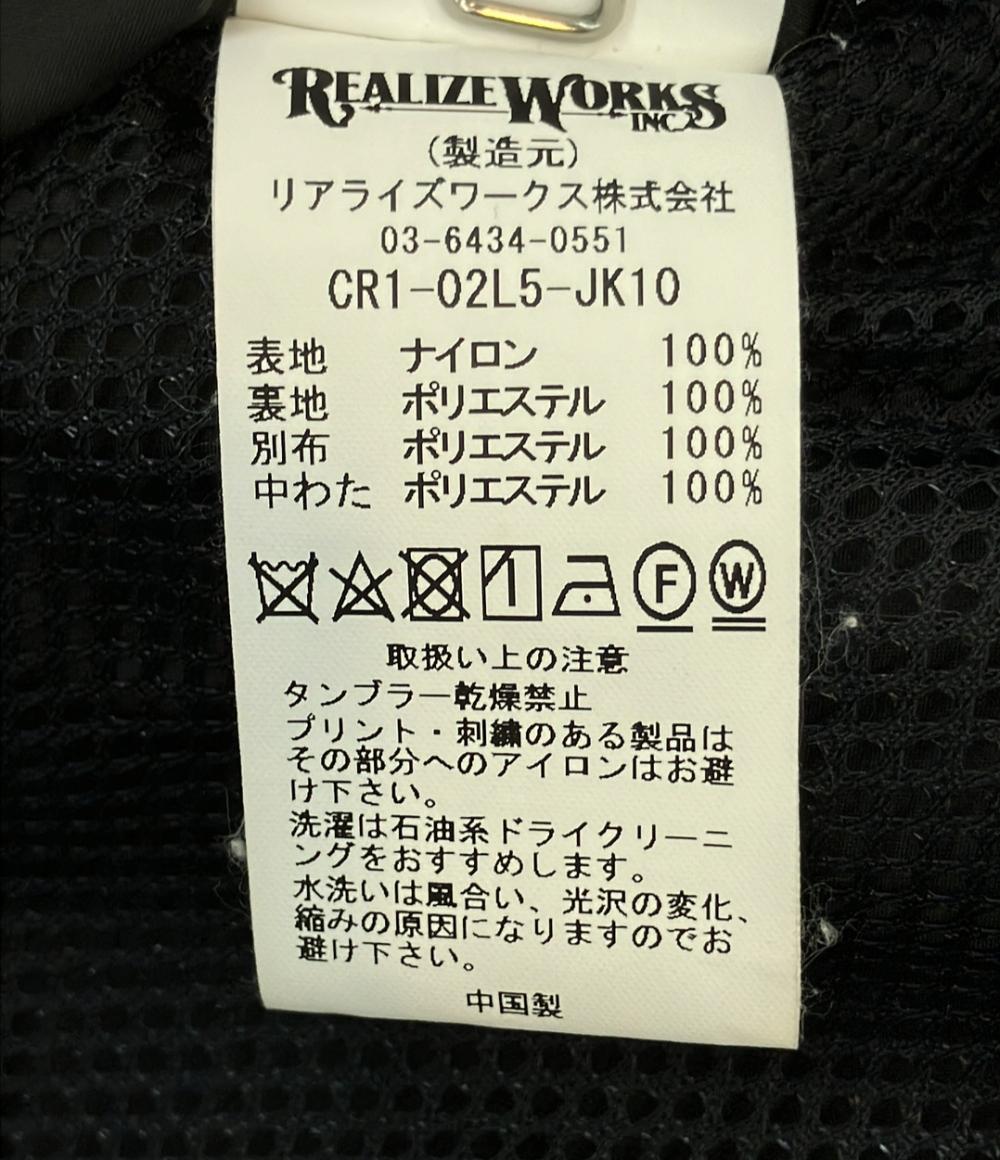 REALIZEWORKS INC
(製造元)
リアライズワークス株式会社
03-6434-0551
CR1-02L5-JK10
表地 ナイロン 100%
裏地 ポリエステル 100%
別布 ポリエステル 100%
中わた ポリエステル 100%
F W
取扱い上の注意
タンブラー乾燥禁止
プリント・刺繍のある製品は
その部分へのアイロンはお避
け下さい。
洗濯は石油系ドライクリーニ
ングをおすすめします。
水洗いは風合い、光沢の変化、
縮みの原因になりますのでお
避け下さい。
中国製